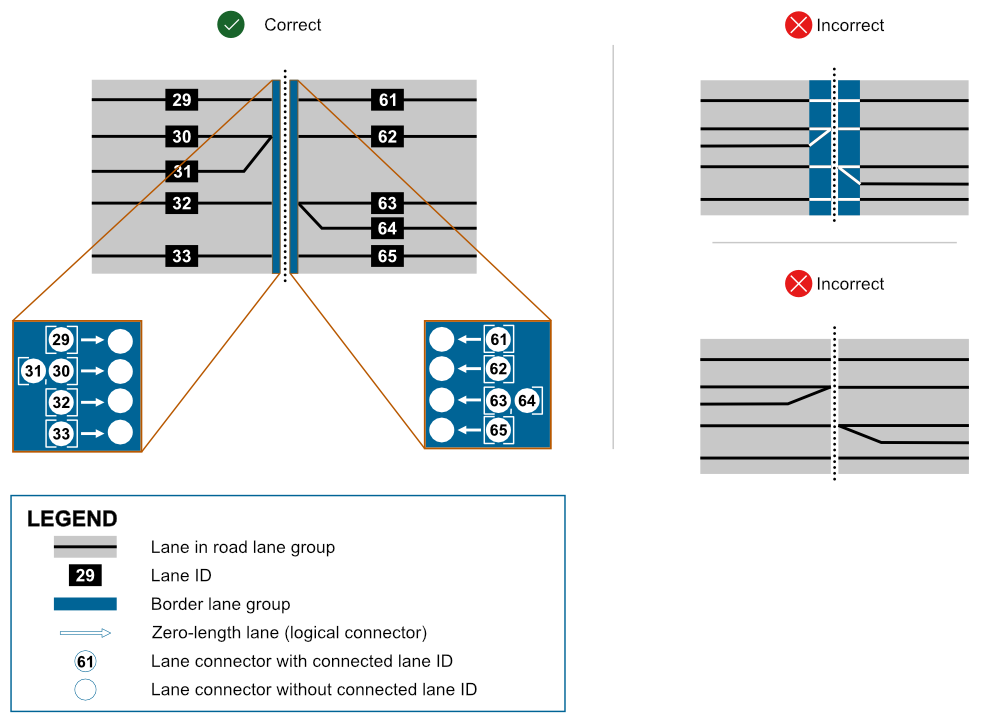 Correct
Incorrect
29 61
30 62
31
32 63
64
33 65
Incorrect
29
31, 30
32
33
61
62
63, 64
65
LEGEND
Lane in road lane group
29 Lane ID
Border lane group
Zero-length lane (logical connector)
61 Lane connector with connected lane ID
Lane connector without connected lane ID